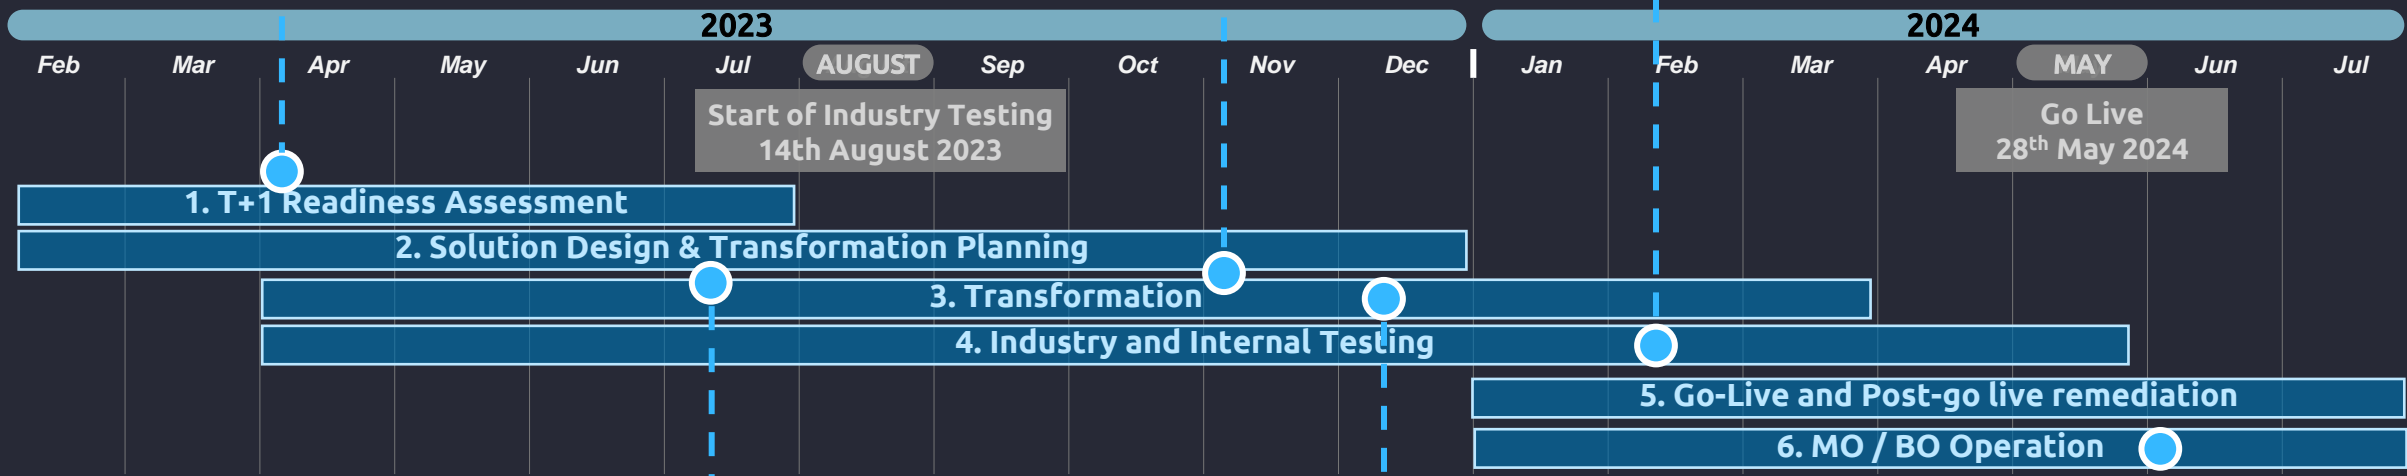 2023
2024
Feb Mar Apr May Jun Jul AUGUST Sep Oct Nov Dec Jan Feb Mar Apr MAY Jun Jul
Start of Industry Testing
14th August 2023
Go Live
28th May 2024
1. T+1 Readiness Assessment
2. Solution Design & Transformation Planning
3. Transformation
4. Industry and Internal Testing
5. Go-Live and Post-go live remediation
6. MO / BO Operation